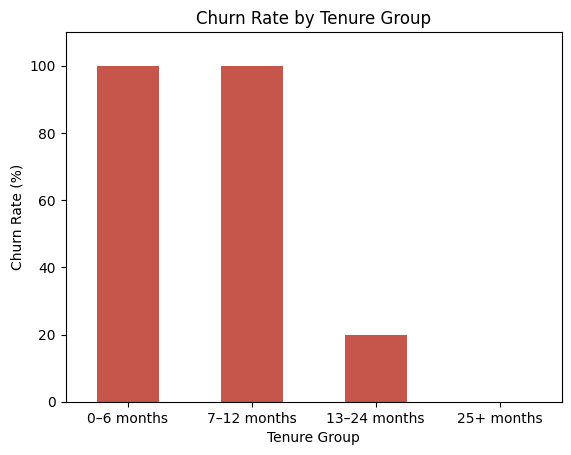 Churn Rate by Tenure Group
Churn Rate (%)
100
80
60
40
20
0
0–6 months 7–12 months 13–24 months 25+ months
Tenure Group